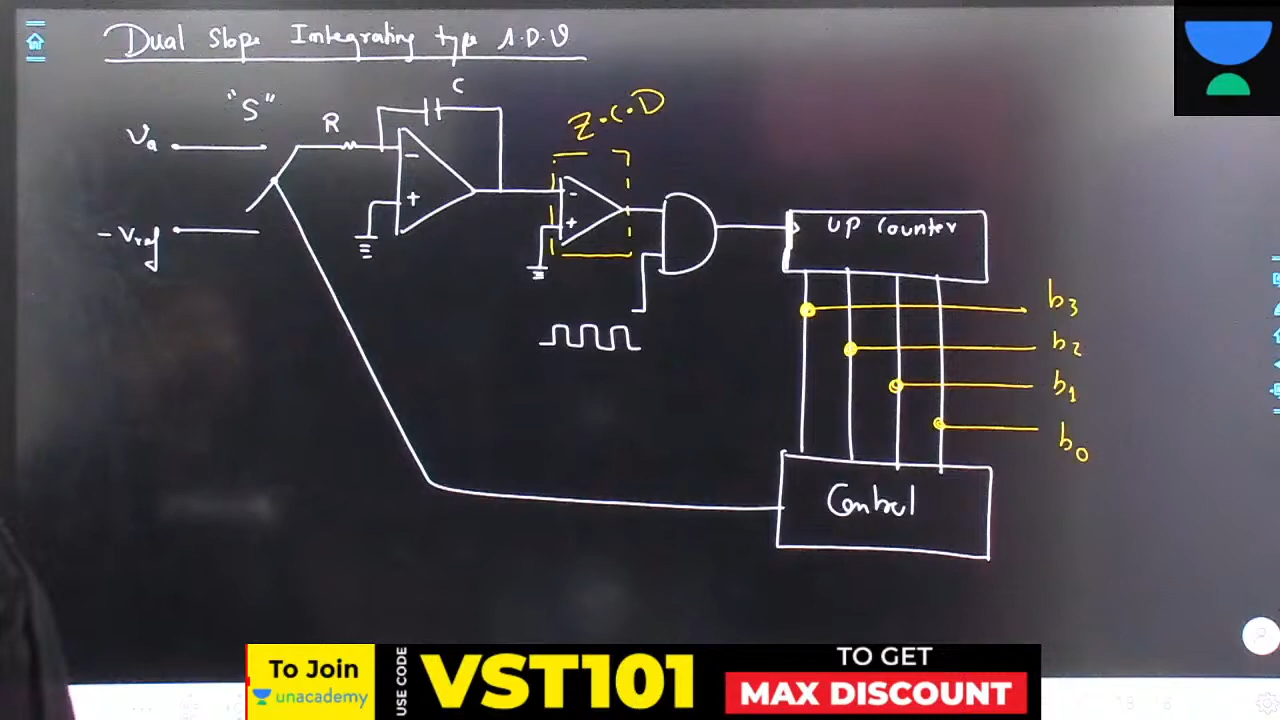 Dual Slope Integrating type A.D.C
"S"
C
R
Va
Z.C.D
-
+
-
+
UP Counter
-Vref
b3
b2
b1
b0
Control
To Join
unacademy
USE CODE
VST101
TO GET
MAX DISCOUNT